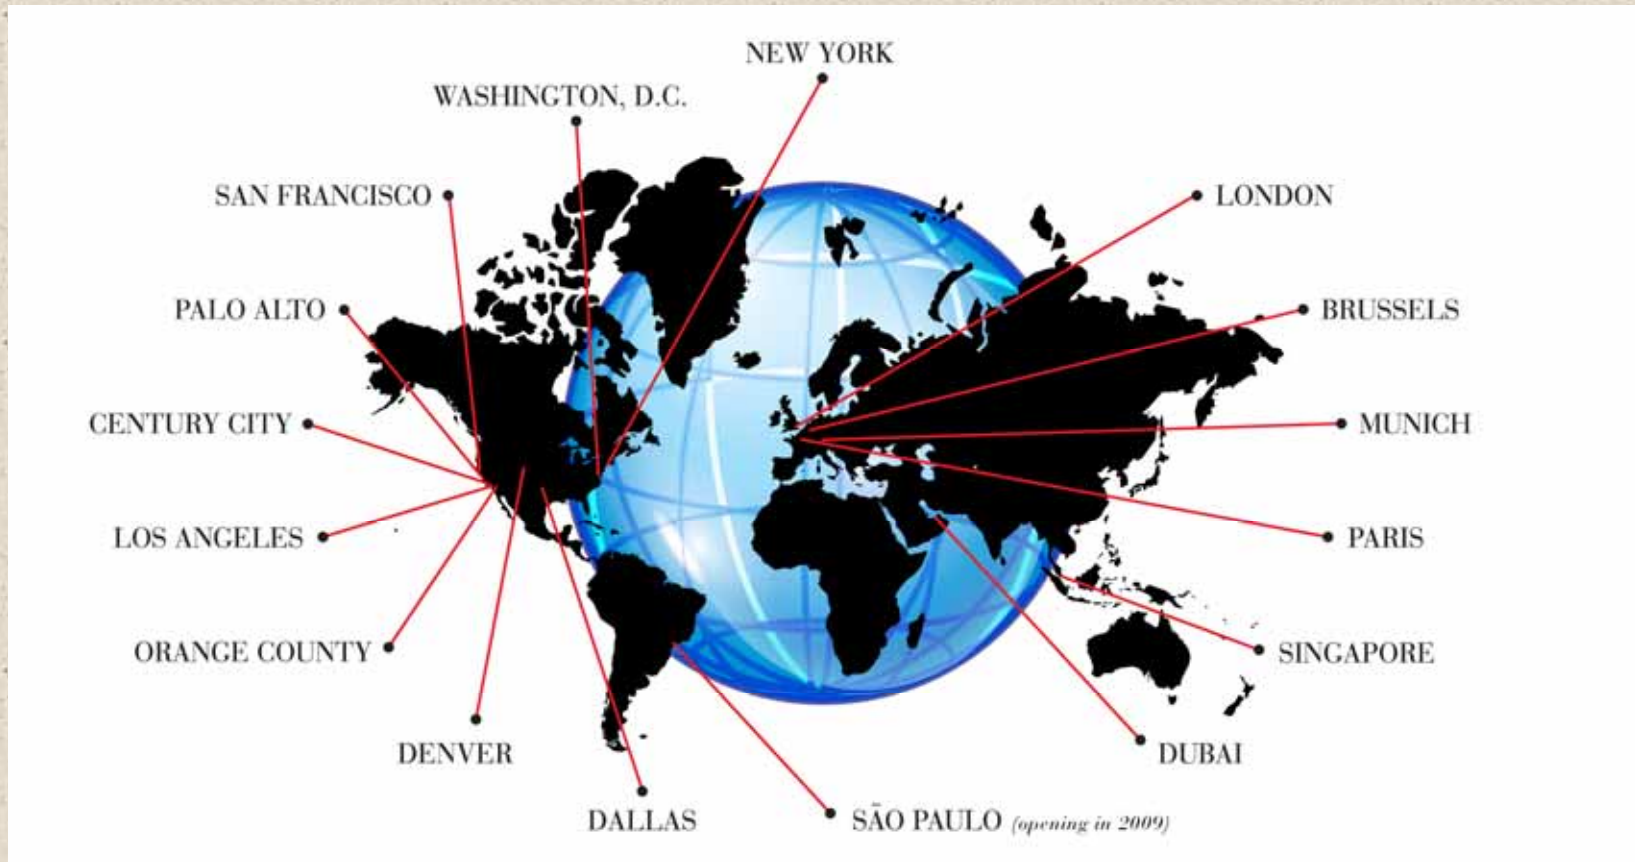 NEW YORK
WASHINGTON, D.C.
SAN FRANCISCO
LONDON
PALO ALTO
BRUSSELS
CENTURY CITY
MUNICH
LOS ANGELES
PARIS
ORANGE COUNTY
SINGAPORE
DENVER
DUBAI
DALLAS
SÃO PAULO (opening in 2009)